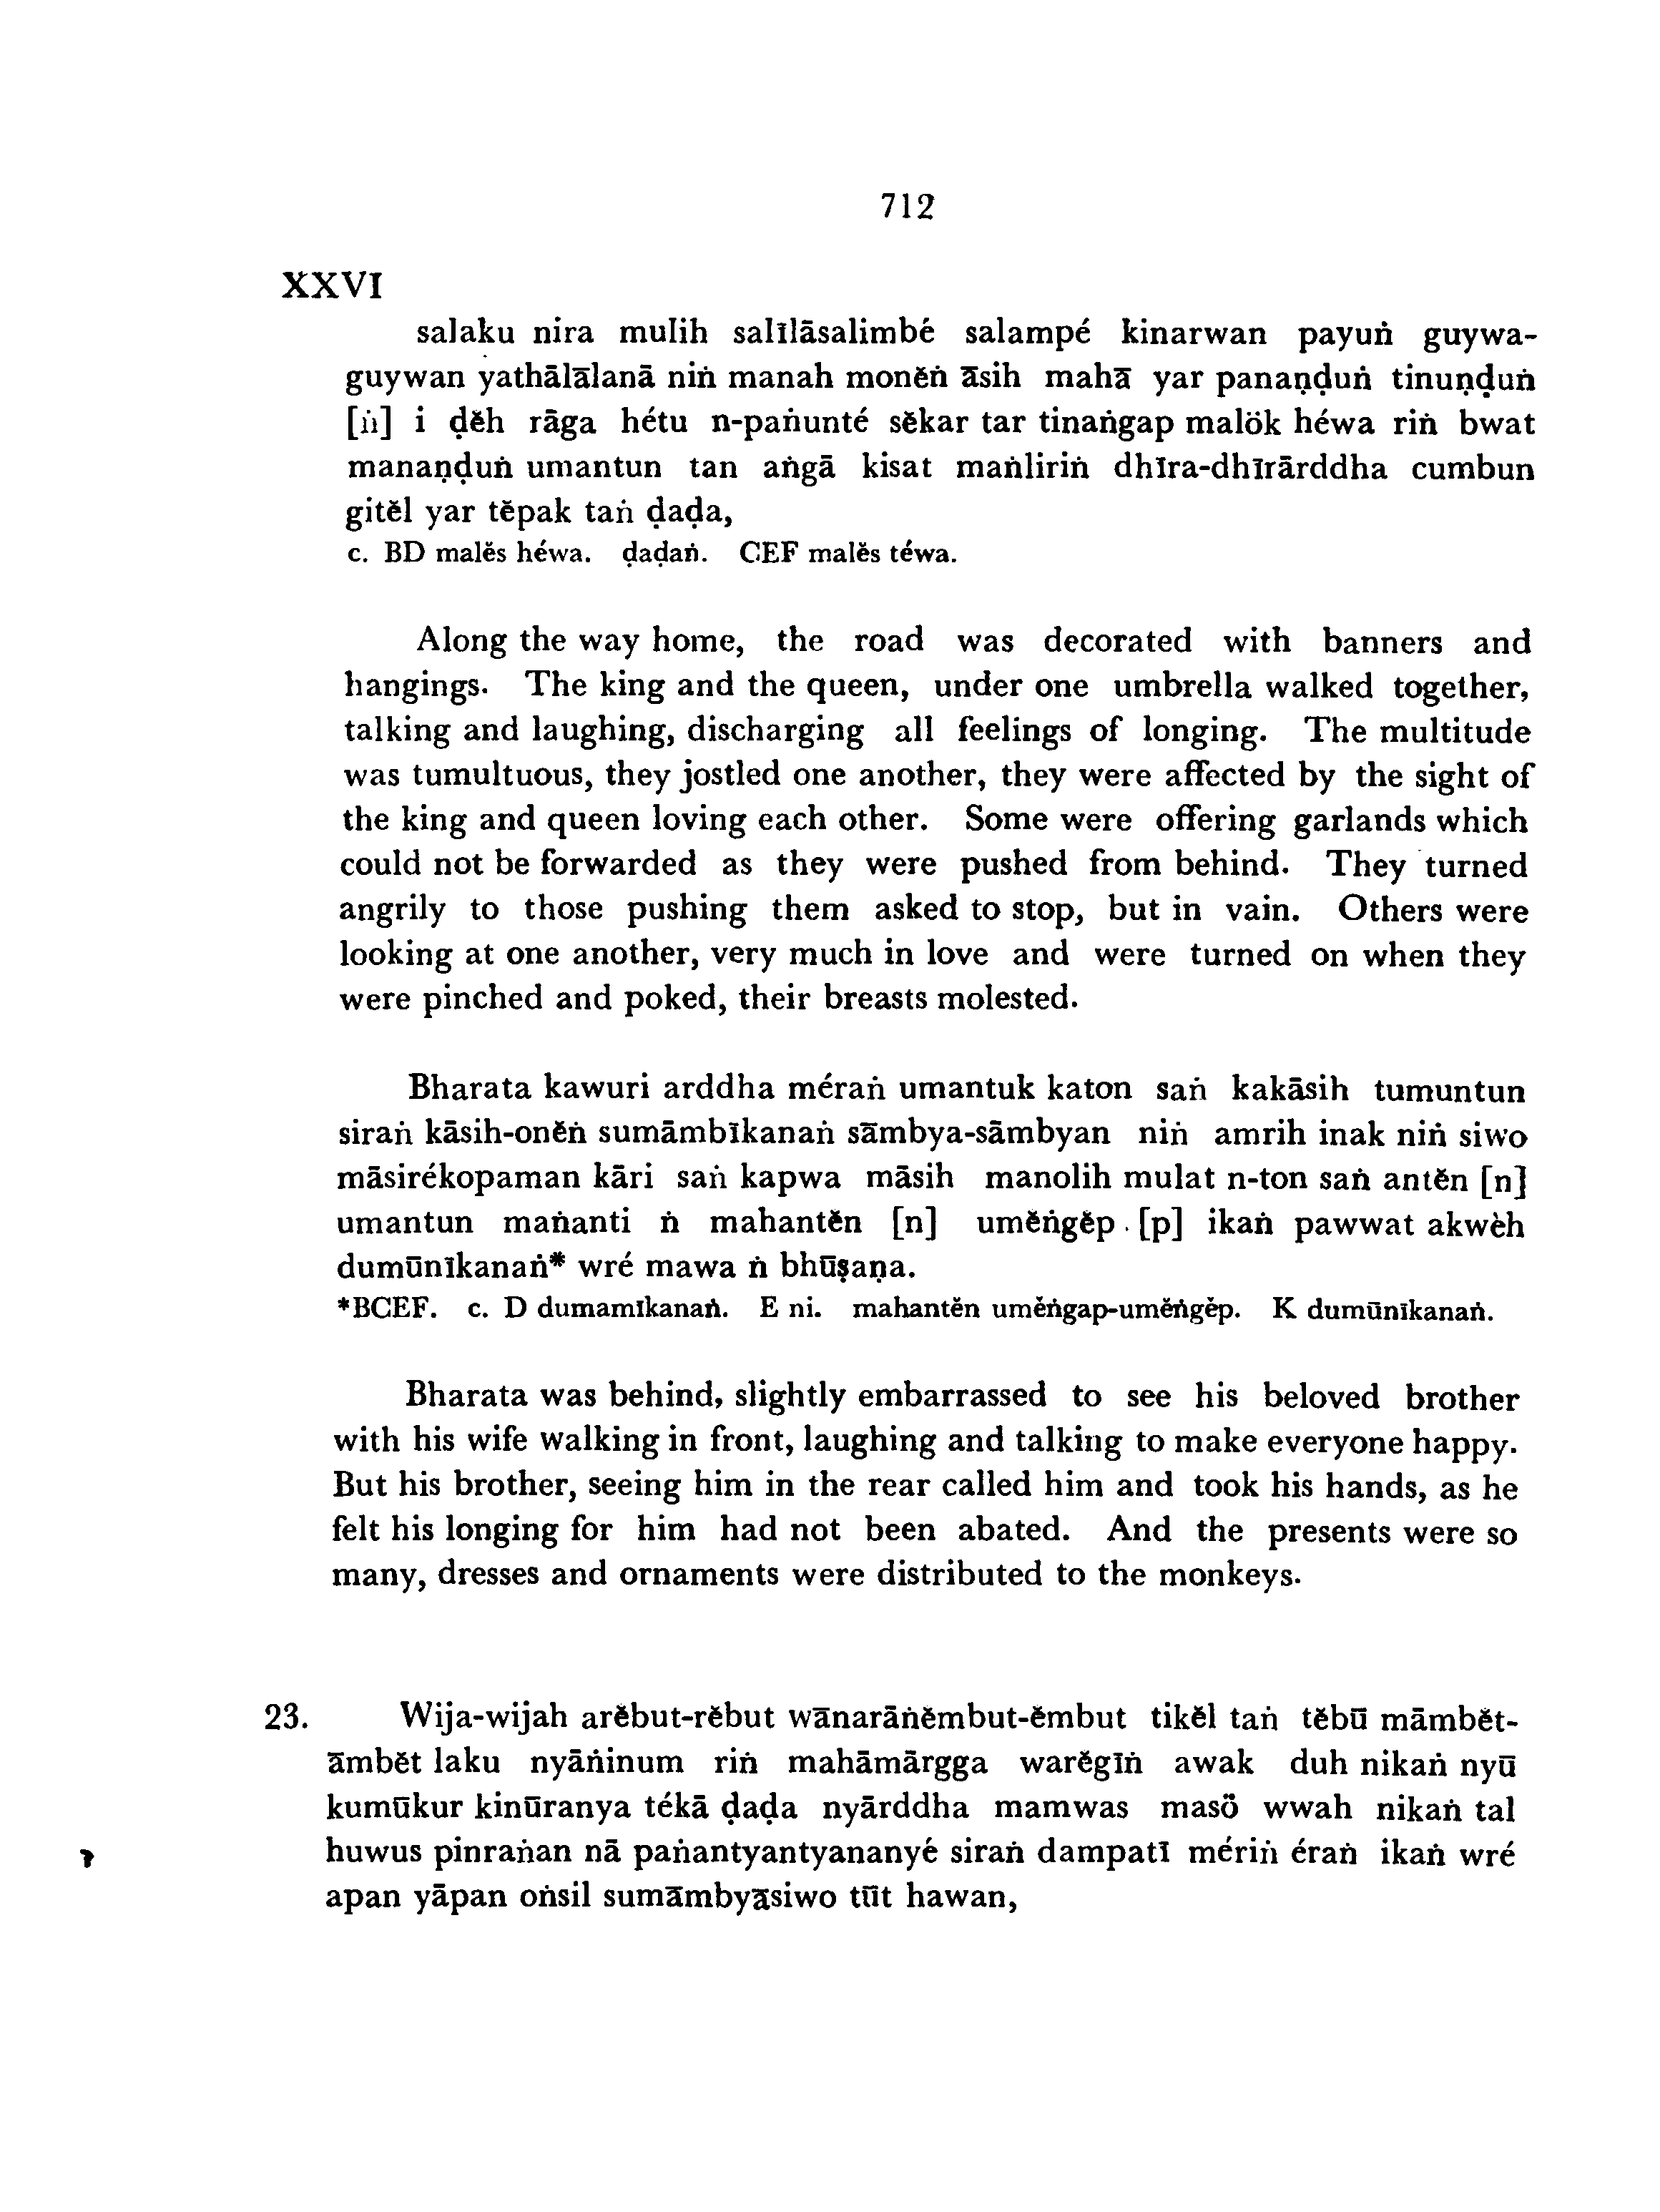 712
XXVI
salaku nira mulih salīlāsalimbé salampé kinarwan payuṅ guywa-
guywan yathālālanā niṅ manah monĕṅ āsih mahā yar panaṇḍuṅ tinuṇḍuṅ
[ṅ] i ḍĕh rāga hétu n-paṅunté sĕkar tar tinaṅgap malök héwa riṅ bwat
manaṇḍuṅ umantun tan aṅgā kisat maṅliriṅ dhīra-dhīrārddha cumbun
gitĕl yar tĕpak taṅ ḍaḍa,
c. BD malĕs héwa. ḍaḍaṅ. CEF malĕs téwa.
Along the way home, the road was decorated with banners and
hangings. The king and the queen, under one umbrella walked together,
talking and laughing, discharging all feelings of longing. The multitude
was tumultuous, they jostled one another, they were affected by the sight of
the king and queen loving each other. Some were offering garlands which
could not be forwarded as they were pushed from behind. They turned
angrily to those pushing them asked to stop, but in vain. Others were
looking at one another, very much in love and were turned on when they
were pinched and poked, their breasts molested.
Bharata kawuri arddha méraṅ umantuk katon saṅ kakāsih tumuntun
siraṅ kāsih-onĕṅ sumāmbīkanaṅ sāmbya-sāmbyan niṅ amrih inak niṅ siwo
māsirékopaman kāri saṅ kapwa māsih manolih mulat n-ton saṅ antĕn [n]
umantun maṅanti ṅ mahantĕn [n] umĕṅgĕp. [p] ikaṅ pawwat akwèh
dumūnīkanaṅ* wré mawa ṅ bhūṣaṇa.
*BCEF. c. D dumamīkanaṅ. E ni. mahantĕn umĕṅgap-umĕṅgĕp. K dumūnīkanaṅ.
Bharata was behind, slightly embarrassed to see his beloved brother
with his wife walking in front, laughing and talking to make everyone happy.
But his brother, seeing him in the rear called him and took his hands, as he
felt his longing for him had not been abated. And the presents were so
many, dresses and ornaments were distributed to the monkeys.
23. Wija-wijah arĕbut-rĕbut wānarāṅĕmbut-ĕmbut tikĕl taṅ tĕbū māmbĕt-
āmbĕt laku nyāṅinum riṅ mahāmārgga warĕgīṅ awak duh nikaṅ nyū
kumūkur kinūranya tékā ḍaḍa nyārddha mamwas masö wwah nikaṅ tal
huwus pinraṅan nā paṅantyantyananyé siraṅ dampatī mériṅ éraṅ ikaṅ wré
apan yāpan oṅsil sumāmbyāsiwo tūt hawan,